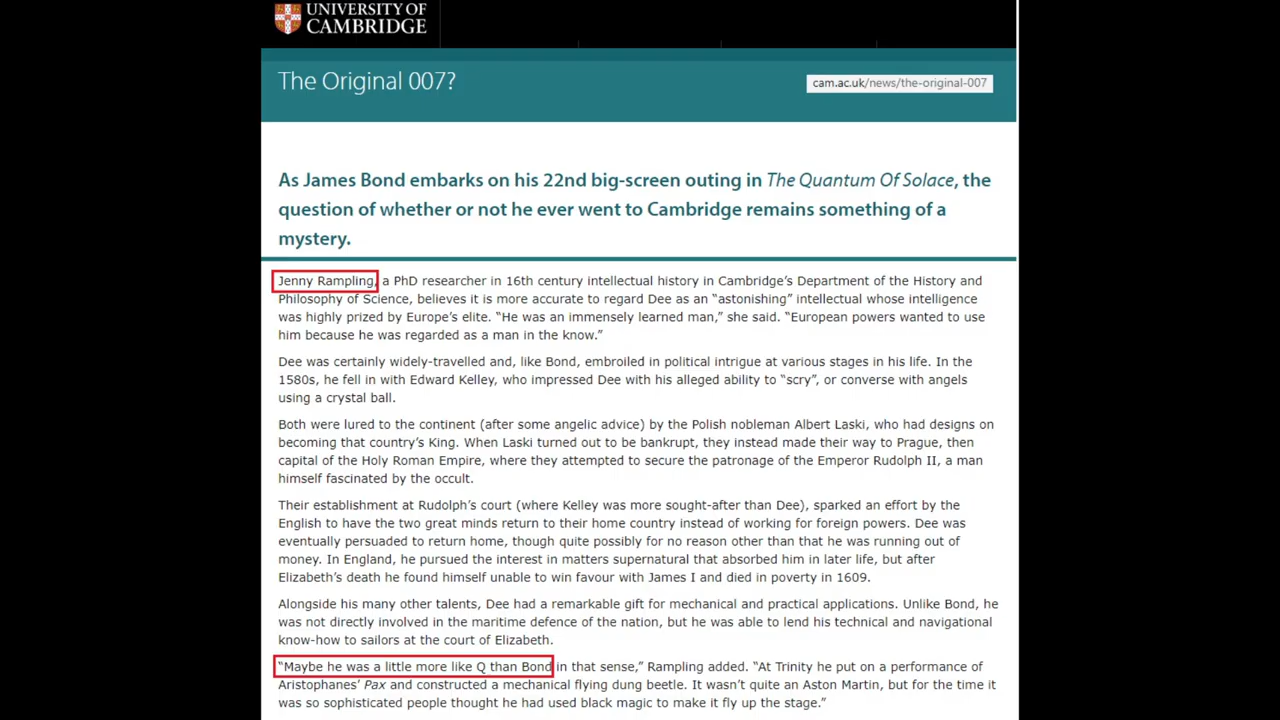 UNIVERSITY OF
CAMBRIDGE
The Original 007?
cam.ac.uk/news/the-original-007
As James Bond embarks on his 22nd big-screen outing in The Quantum Of Solace, the
question of whether or not he ever went to Cambridge remains something of a
mystery.
Jenny Rampling, a PhD researcher in 16th century intellectual history in Cambridge’s Department of the History and
Philosophy of Science, believes it is more accurate to regard Dee as an “astonishing” intellectual whose intelligence
was highly prized by Europe’s elite. “He was an immensely learned man,” she said. “European powers wanted to use
him because he was regarded as a man in the know.”
Dee was certainly widely-travelled and, like Bond, embroiled in political intrigue at various stages in his life. In the
1580s, he fell in with Edward Kelley, who impressed Dee with his alleged ability to “scry”, or converse with angels
using a crystal ball.
Both were lured to the continent (after some angelic advice) by the Polish nobleman Albert Laski, who had designs on
becoming that country’s King. When Laski turned out to be bankrupt, they instead made their way to Prague, then
capital of the Holy Roman Empire, where they attempted to secure the patronage of the Emperor Rudolph II, a man
himself fascinated by the occult.
Their establishment at Rudolph’s court (where Kelley was more sought-after than Dee), sparked an effort by the
English to have the two great minds return to their home country instead of working for foreign powers. Dee was
eventually persuaded to return home, though quite possibly for no reason other than that he was running out of
money. In England, he pursued the interest in matters supernatural that absorbed him in later life, but after
Elizabeth’s death he found himself unable to win favour with James I and died in poverty in 1609.
Alongside his many other talents, Dee had a remarkable gift for mechanical and practical applications. Unlike Bond, he
was not directly involved in the maritime defence of the nation, but he was able to lend his technical and navigational
know-how to sailors at the court of Elizabeth.
“Maybe he was a little more like Q than Bond in that sense,” Rampling added. “At Trinity he put on a performance of
Aristophanes’ Pax and constructed a mechanical flying dung beetle. It wasn’t quite an Aston Martin, but for the time it
was so sophisticated people thought he had used black magic to make it fly up the stage.”